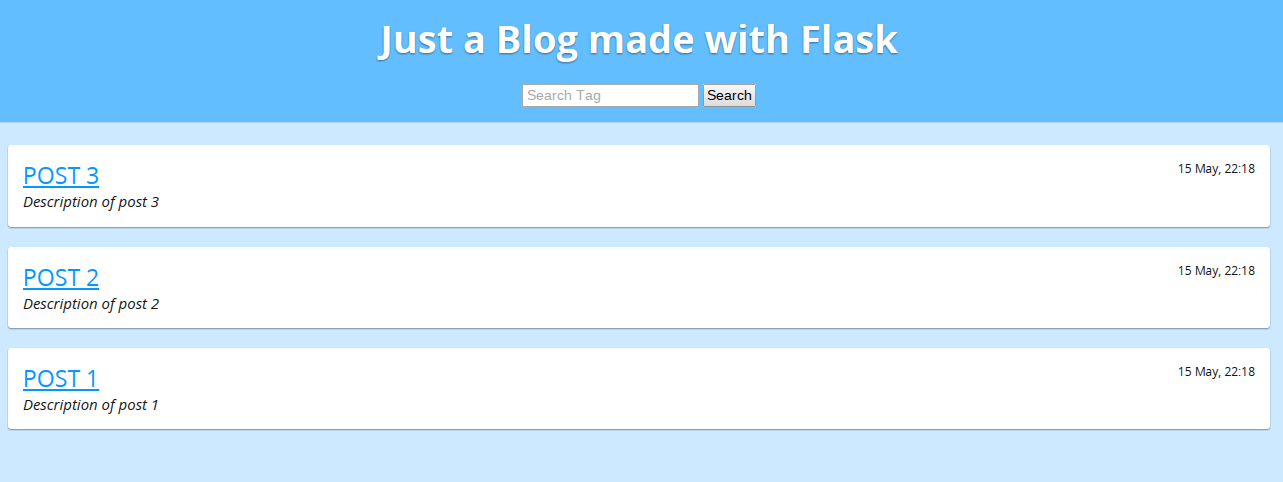 Just a Blog made with Flask
Search Tag Search
POST 3 15 May, 22:18
Description of post 3
POST 2 15 May, 22:18
Description of post 2
POST 1 15 May, 22:18
Description of post 1